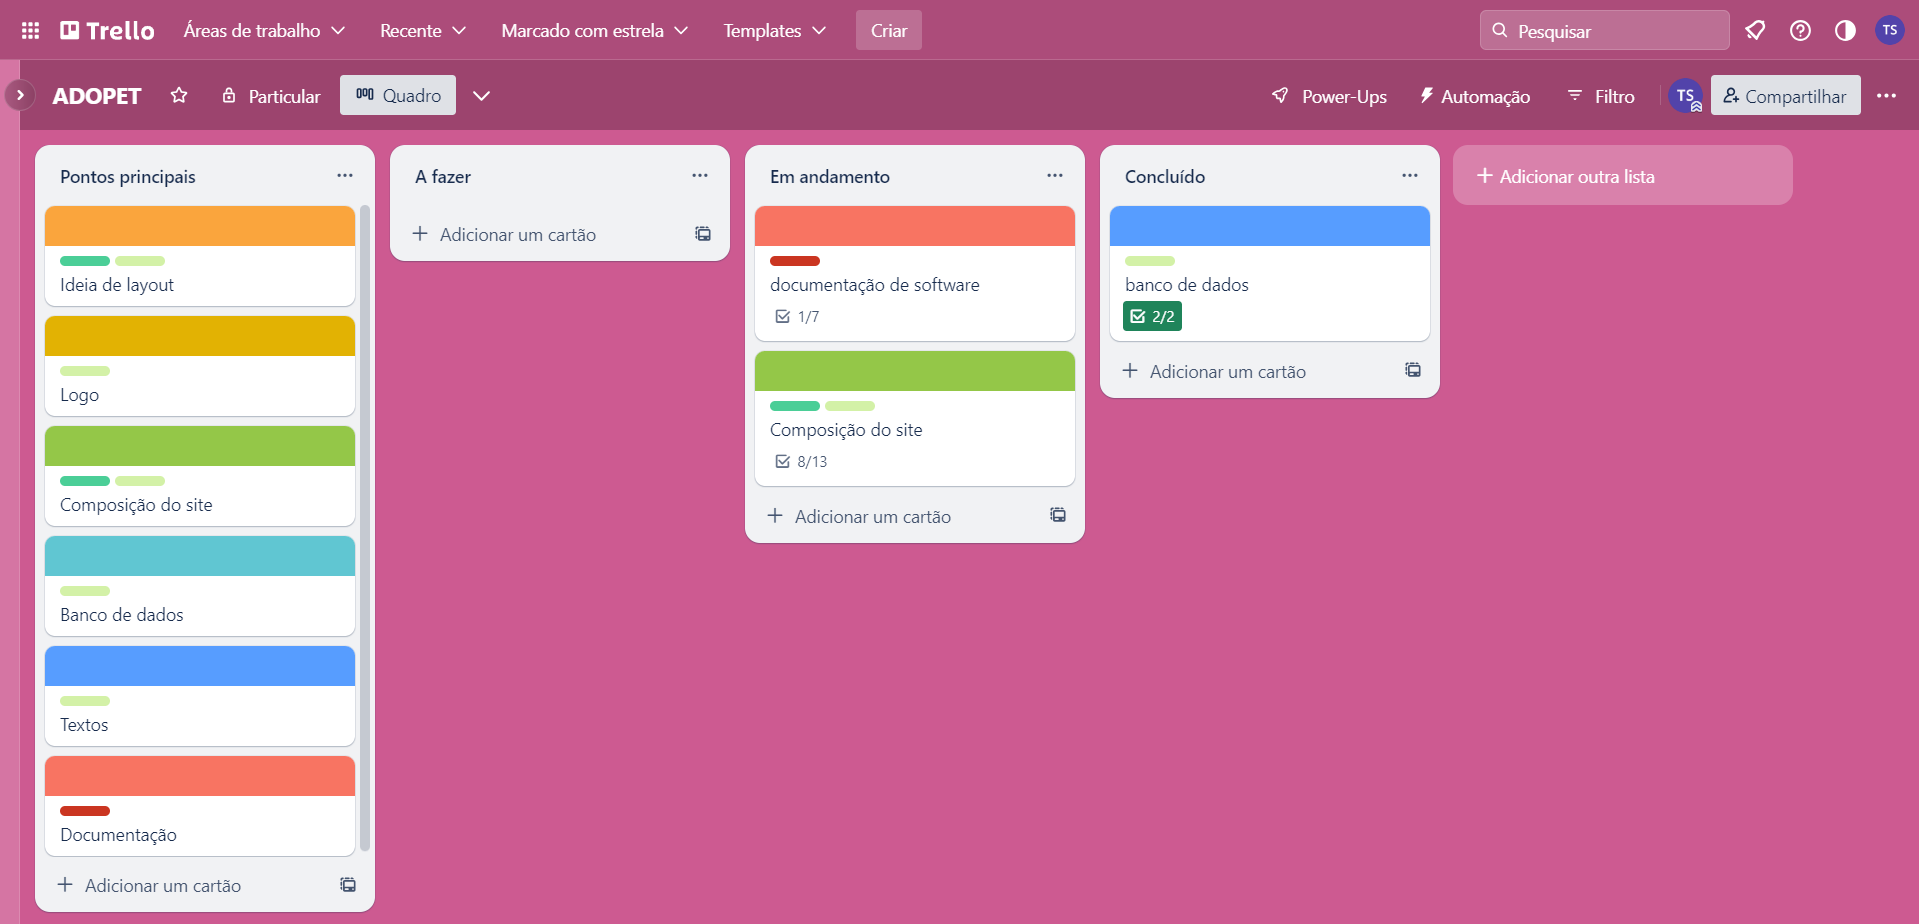 Trello Áreas de trabalho Recente Marcado com estrela Templates Criar Pesquisar TS
ADOPET Particular Quadro Power-Ups Automação Filtro TS Compartilhar
Pontos principais
Ideia de layout
Logo
Composição do site
Banco de dados
Textos
Documentação
+ Adicionar um cartão
A fazer
+ Adicionar um cartão
Em andamento
documentação de software
1/7
Composição do site
8/13
+ Adicionar um cartão
Concluído
banco de dados
2/2
+ Adicionar um cartão
+ Adicionar outra lista